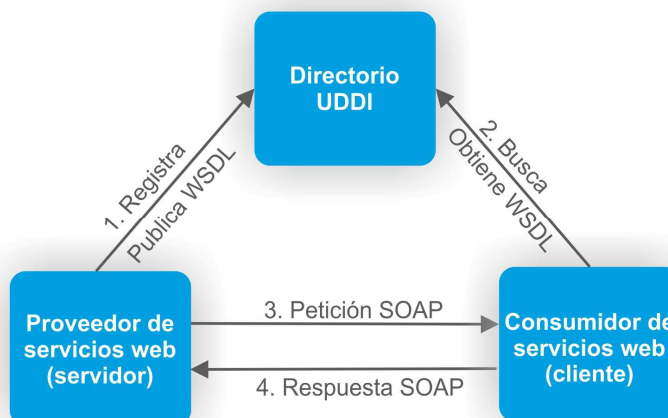 Directorio
UDDI
1. Registra
Publica WSDL
2. Busca
Obtiene WSDL
Proveedor de
servicios web
(servidor)
3. Petición SOAP
4. Respuesta SOAP
Consumidor de
servicios web
(cliente)